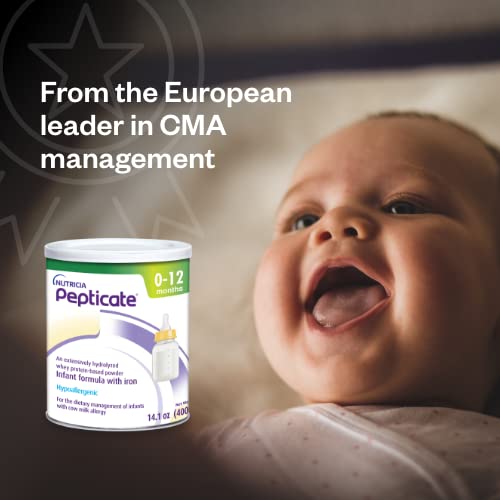 From the European
leader in CMA
management
0-12
months
NUTRICIA
Pepticate
An extensively hydrolyzed
whey protein-based powder
Infant formula with iron
Hypoallergenic
For the dietary management of infants
with cow milk allergy
14.1 oz (400